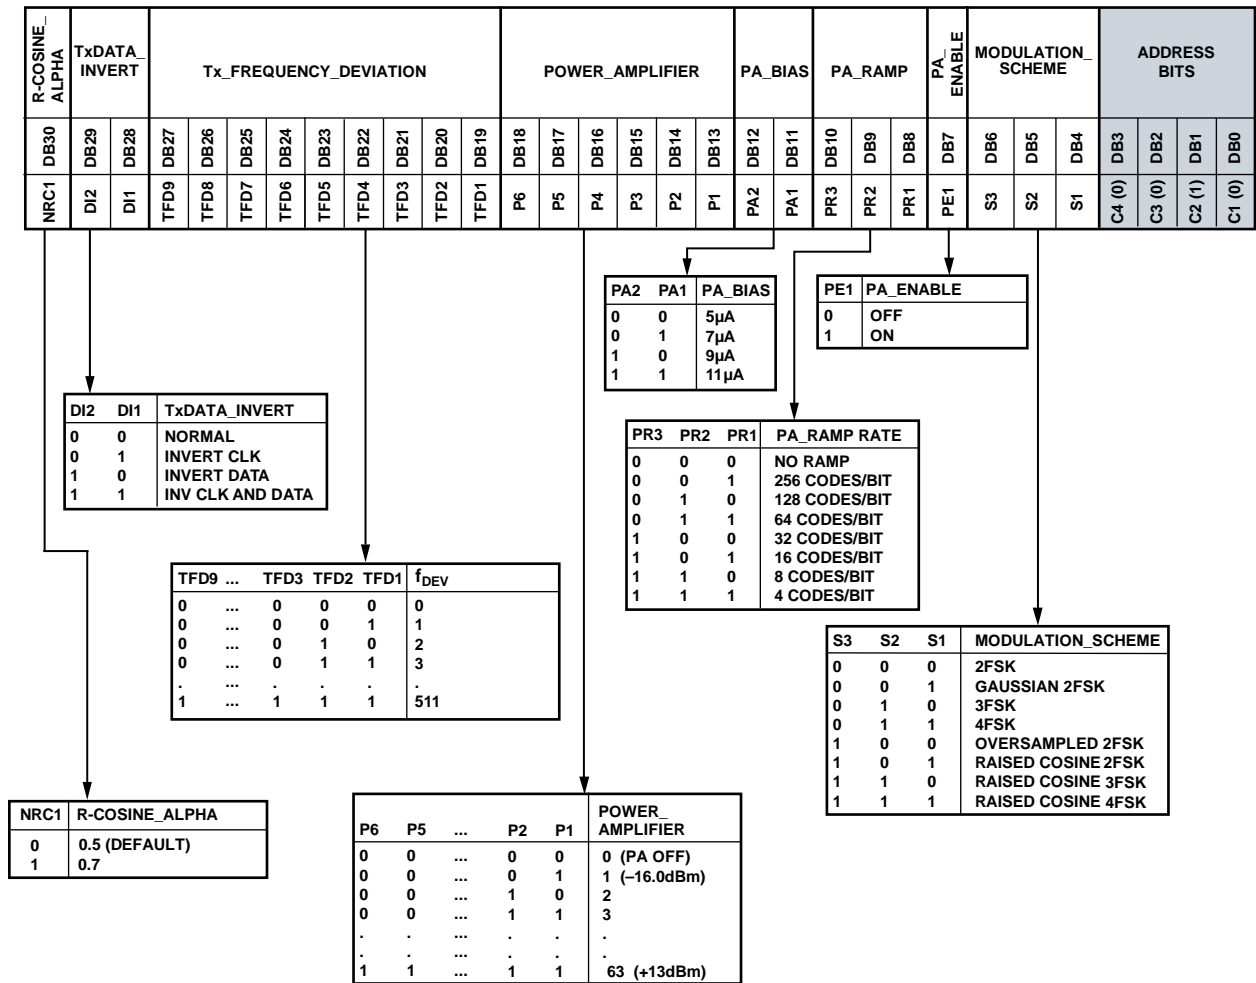 R-COSINE_
ALPHA
TxDATA_
INVERT
Tx_FREQUENCY_DEVIATION
POWER_AMPLIFIER
PA_BIAS
PA_RAMP
PA_
ENABLE
MODULATION_
SCHEME
ADDRESS
BITS
DB30 DB29 DB28 DB27 DB26 DB25 DB24 DB23 DB22 DB21 DB20 DB19 DB18 DB17 DB16 DB15 DB14 DB13 DB12 DB11 DB10 DB9 DB8 DB7 DB6 DB5 DB4 DB3 DB2 DB1 DB0
NRC1 DI2 DI1 TFD9 TFD8 TFD7 TFD6 TFD5 TFD4 TFD3 TFD2 TFD1 P6 P5 P4 P3 P2 P1 PA2 PA1 PR3 PR2 PR1 PE1 S3 S2 S1 C4 (0) C3 (0) C2 (1) C1 (0)
PA2 PA1 PA_BIAS
0 0 5µA
0 1 7µA
1 0 9µA
1 1 11µA
PE1 PA_ENABLE
0 OFF
1 ON
DI2 DI1 TxDATA_INVERT
0 0 NORMAL
0 1 INVERT CLK
1 0 INVERT DATA
1 1 INV CLK AND DATA
PR3 PR2 PR1 PA_RAMP RATE
0 0 0 NO RAMP
0 0 1 256 CODES/BIT
0 1 0 128 CODES/BIT
0 1 1 64 CODES/BIT
1 0 0 32 CODES/BIT
1 0 1 16 CODES/BIT
1 1 0 8 CODES/BIT
1 1 1 4 CODES/BIT
TFD9 ... TFD3 TFD2 TFD1 fDEV
0 ... 0 0 0 0
0 ... 0 0 1 1
0 ... 0 1 0 2
0 ... 0 1 1 3
. ... . . . .
1 ... 1 1 1 511
S3 S2 S1 MODULATION_SCHEME
0 0 0 2FSK
0 0 1 GAUSSIAN 2FSK
0 1 0 3FSK
0 1 1 4FSK
1 0 0 OVERSAMPLED 2FSK
1 0 1 RAISED COSINE 2FSK
1 1 0 RAISED COSINE 3FSK
1 1 1 RAISED COSINE 4FSK
NRC1 R-COSINE_ALPHA
0 0.5 (DEFAULT)
1 0.7
P6 P5 ... P2 P1 POWER_
AMPLIFIER
0 0 ... 0 0 0 (PA OFF)
0 0 ... 0 1 1 (–16.0dBm)
0 0 ... 1 0 2
0 0 ... 1 1 3
. . ... . . .
. . ... . . .
1 1 ... 1 1 63 (+13dBm)